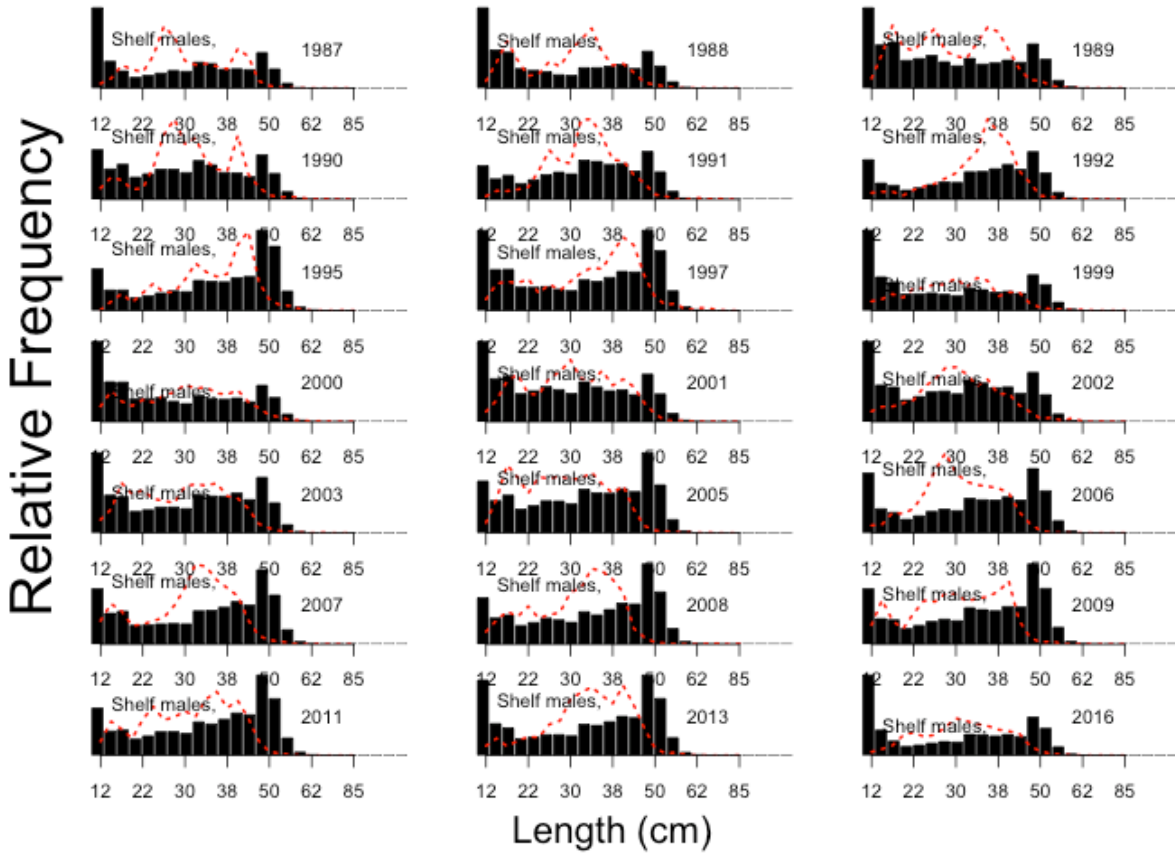 Relative Frequency
Shelf males, 1987
12 22 30 38 50 62 85
Shelf males, 1988
12 22 30 38 50 62 85
Shelf males, 1989
12 22 30 38 50 62 85
Shelf males, 1990
12 22 30 38 50 62 85
Shelf males, 1991
12 22 30 38 50 62 85
Shelf males, 1992
12 22 30 38 50 62 85
Shelf males, 1995
12 22 30 38 50 62 85
Shelf males, 1997
12 22 30 38 50 62 85
Shelf males, 1999
12 22 30 38 50 62 85
Shelf males, 2000
12 22 30 38 50 62 85
Shelf males, 2001
12 22 30 38 50 62 85
Shelf males, 2002
12 22 30 38 50 62 85
Shelf males, 2003
12 22 30 38 50 62 85
Shelf males, 2005
12 22 30 38 50 62 85
Shelf males, 2006
12 22 30 38 50 62 85
Shelf males, 2007
12 22 30 38 50 62 85
Shelf males, 2008
12 22 30 38 50 62 85
Shelf males, 2009
12 22 30 38 50 62 85
Shelf males, 2011
12 22 30 38 50 62 85
Shelf males, 2013
12 22 30 38 50 62 85
Shelf males, 2016
12 22 30 38 50 62 85
Length (cm)